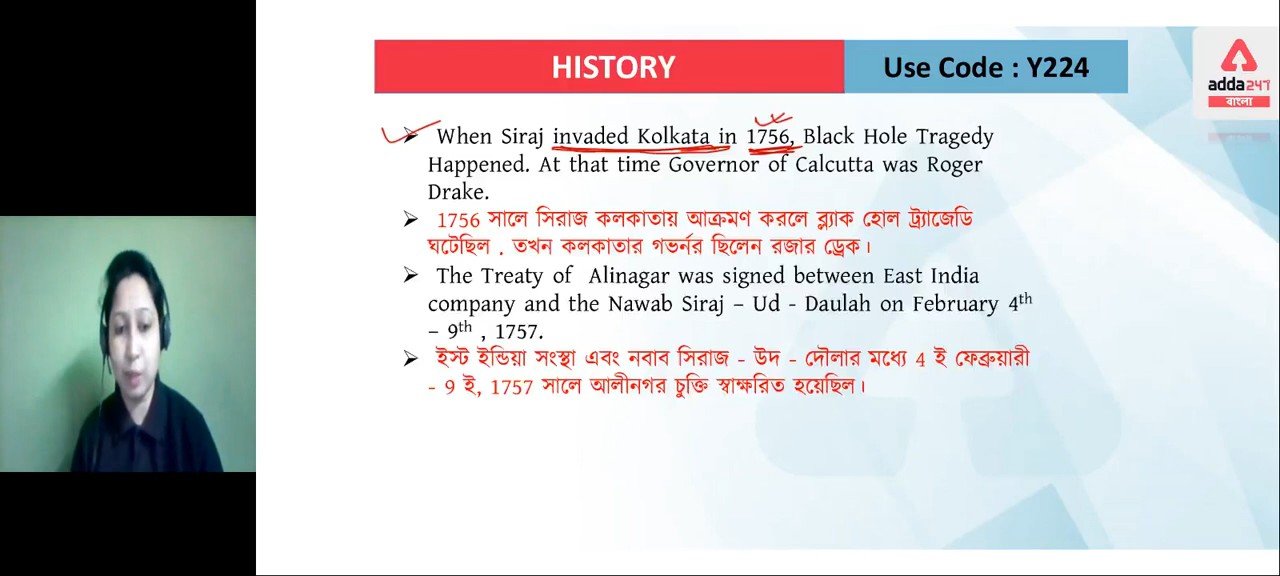 HISTORY
Use Code : Y224
adda247
বাংলা
➢ When Siraj invaded Kolkata in 1756, Black Hole Tragedy
Happened. At that time Governor of Calcutta was Roger
Drake.
➢ 1756 সালে সিরাজ কলকাতায় আক্রমণ করলে ব্ল্যাক হোল ট্র্যাজেডি
ঘটেছিল . তখন কলকাতার গভর্নর ছিলেন রজার ড্রেক।
➢ The Treaty of Alinagar was signed between East India
company and the Nawab Siraj – Ud - Daulah on February 4th
– 9th , 1757.
➢ ইস্ট ইন্ডিয়া সংস্থা এবং নবাব সিরাজ - উদ - দৌলার মধ্যে 4 ই ফেব্রুয়ারী
- 9 ই, 1757 সালে আলীনগর চুক্তি স্বাক্ষরিত হয়েছিল।